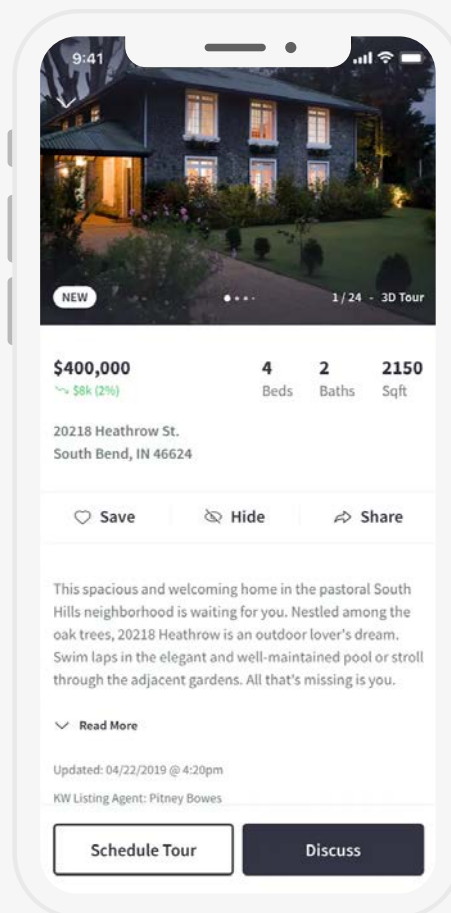 9:41
NEW
1 / 24 - 3D Tour
$400,000 4 2 2150
$8k (2%) Beds Baths Sqft
20218 Heathrow St.
South Bend, IN 46624
Save Hide Share
This spacious and welcoming home in the pastoral South
Hills neighborhood is waiting for you. Nestled among the
oak trees, 20218 Heathrow is an outdoor lover's dream.
Swim laps in the elegant and well-maintained pool or stroll
through the adjacent gardens. All that's missing is you.
Read More
Updated: 04/22/2019 @ 4:20pm
KW Listing Agent: Pitney Bowes
Schedule Tour Discuss